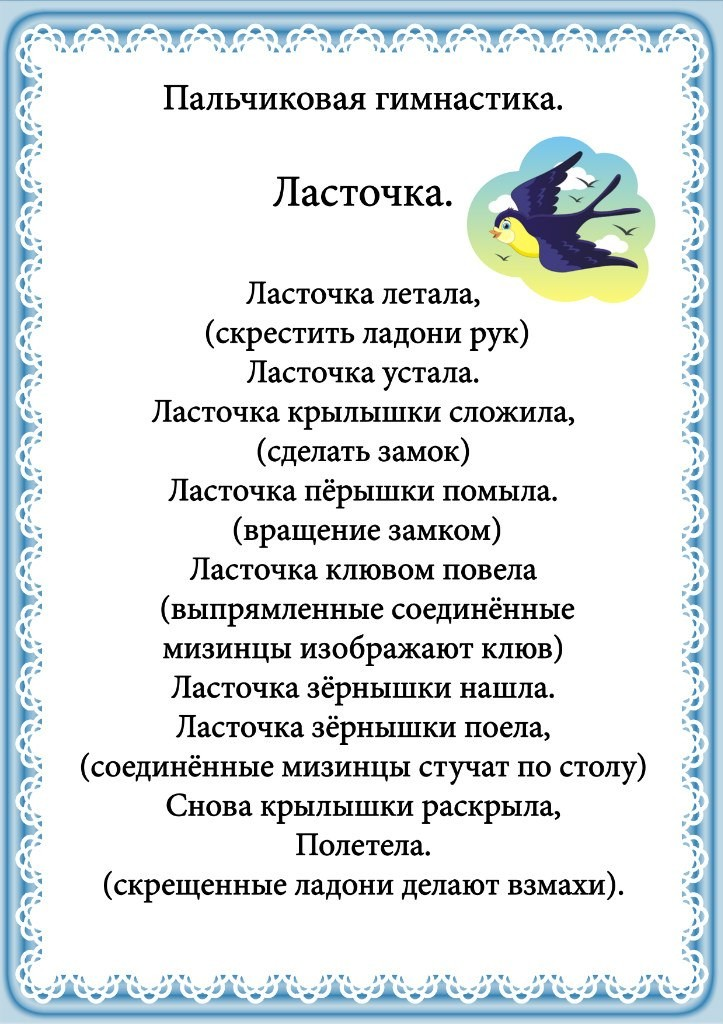 Пальчиковая гимнастика.
Ласточка.
Ласточка летала,
(скрестить ладони рук)
Ласточка устала.
Ласточка крылышки сложила,
(сделать замок)
Ласточка пёрышки помыла.
(вращение замком)
Ласточка клювом повела
(выпрямленные соединённые
мизинцы изображают клюв)
Ласточка зёрнышки нашла.
Ласточка зёрнышки поела,
(соединённые мизинцы стучат по столу)
Снова крылышки раскрыла,
Полетела.
(скрещенные ладони делают взмахи).